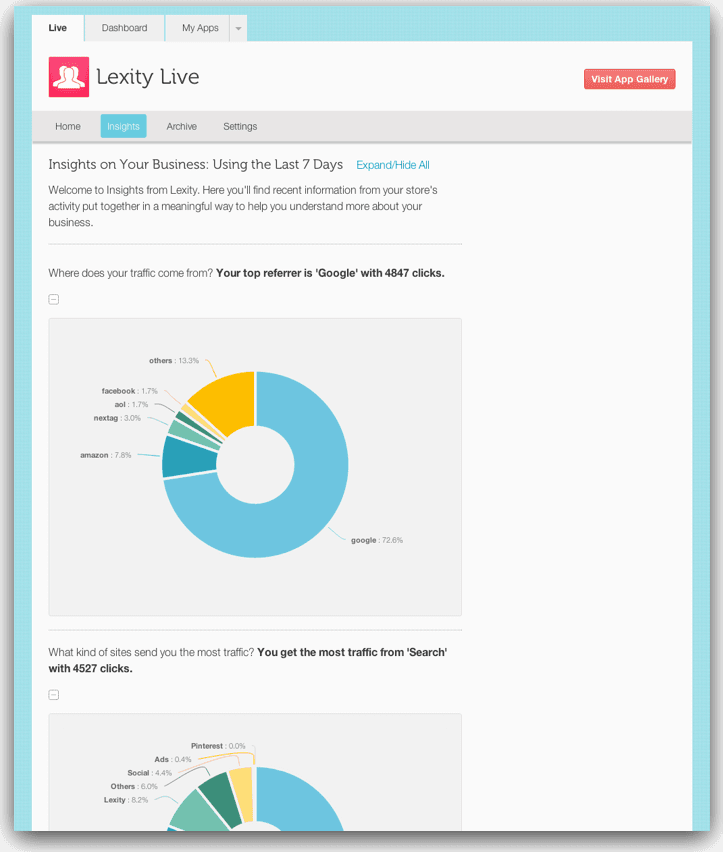 Live Dashboard My Apps
Lexity Live
Visit App Gallery
Home Insights Archive Settings
Insights on Your Business: Using the Last 7 Days Expand/Hide All
Welcome to Insights from Lexity. Here you'll find recent information from your store's
activity put together in a meaningful way to help you understand more about your
business.
Where does your traffic come from? Your top referrer is 'Google' with 4847 clicks.
others : 13.3%
facebook : 1.7%
aol : 1.7%
nextag : 3.0%
amazon : 7.8%
google : 72.6%
What kind of sites send you the most traffic? You get the most traffic from 'Search'
with 4527 clicks.
Pinterest : 0.0%
Ads : 0.4%
Social : 4.4%
Others : 6.0%
Lexity : 8.2%